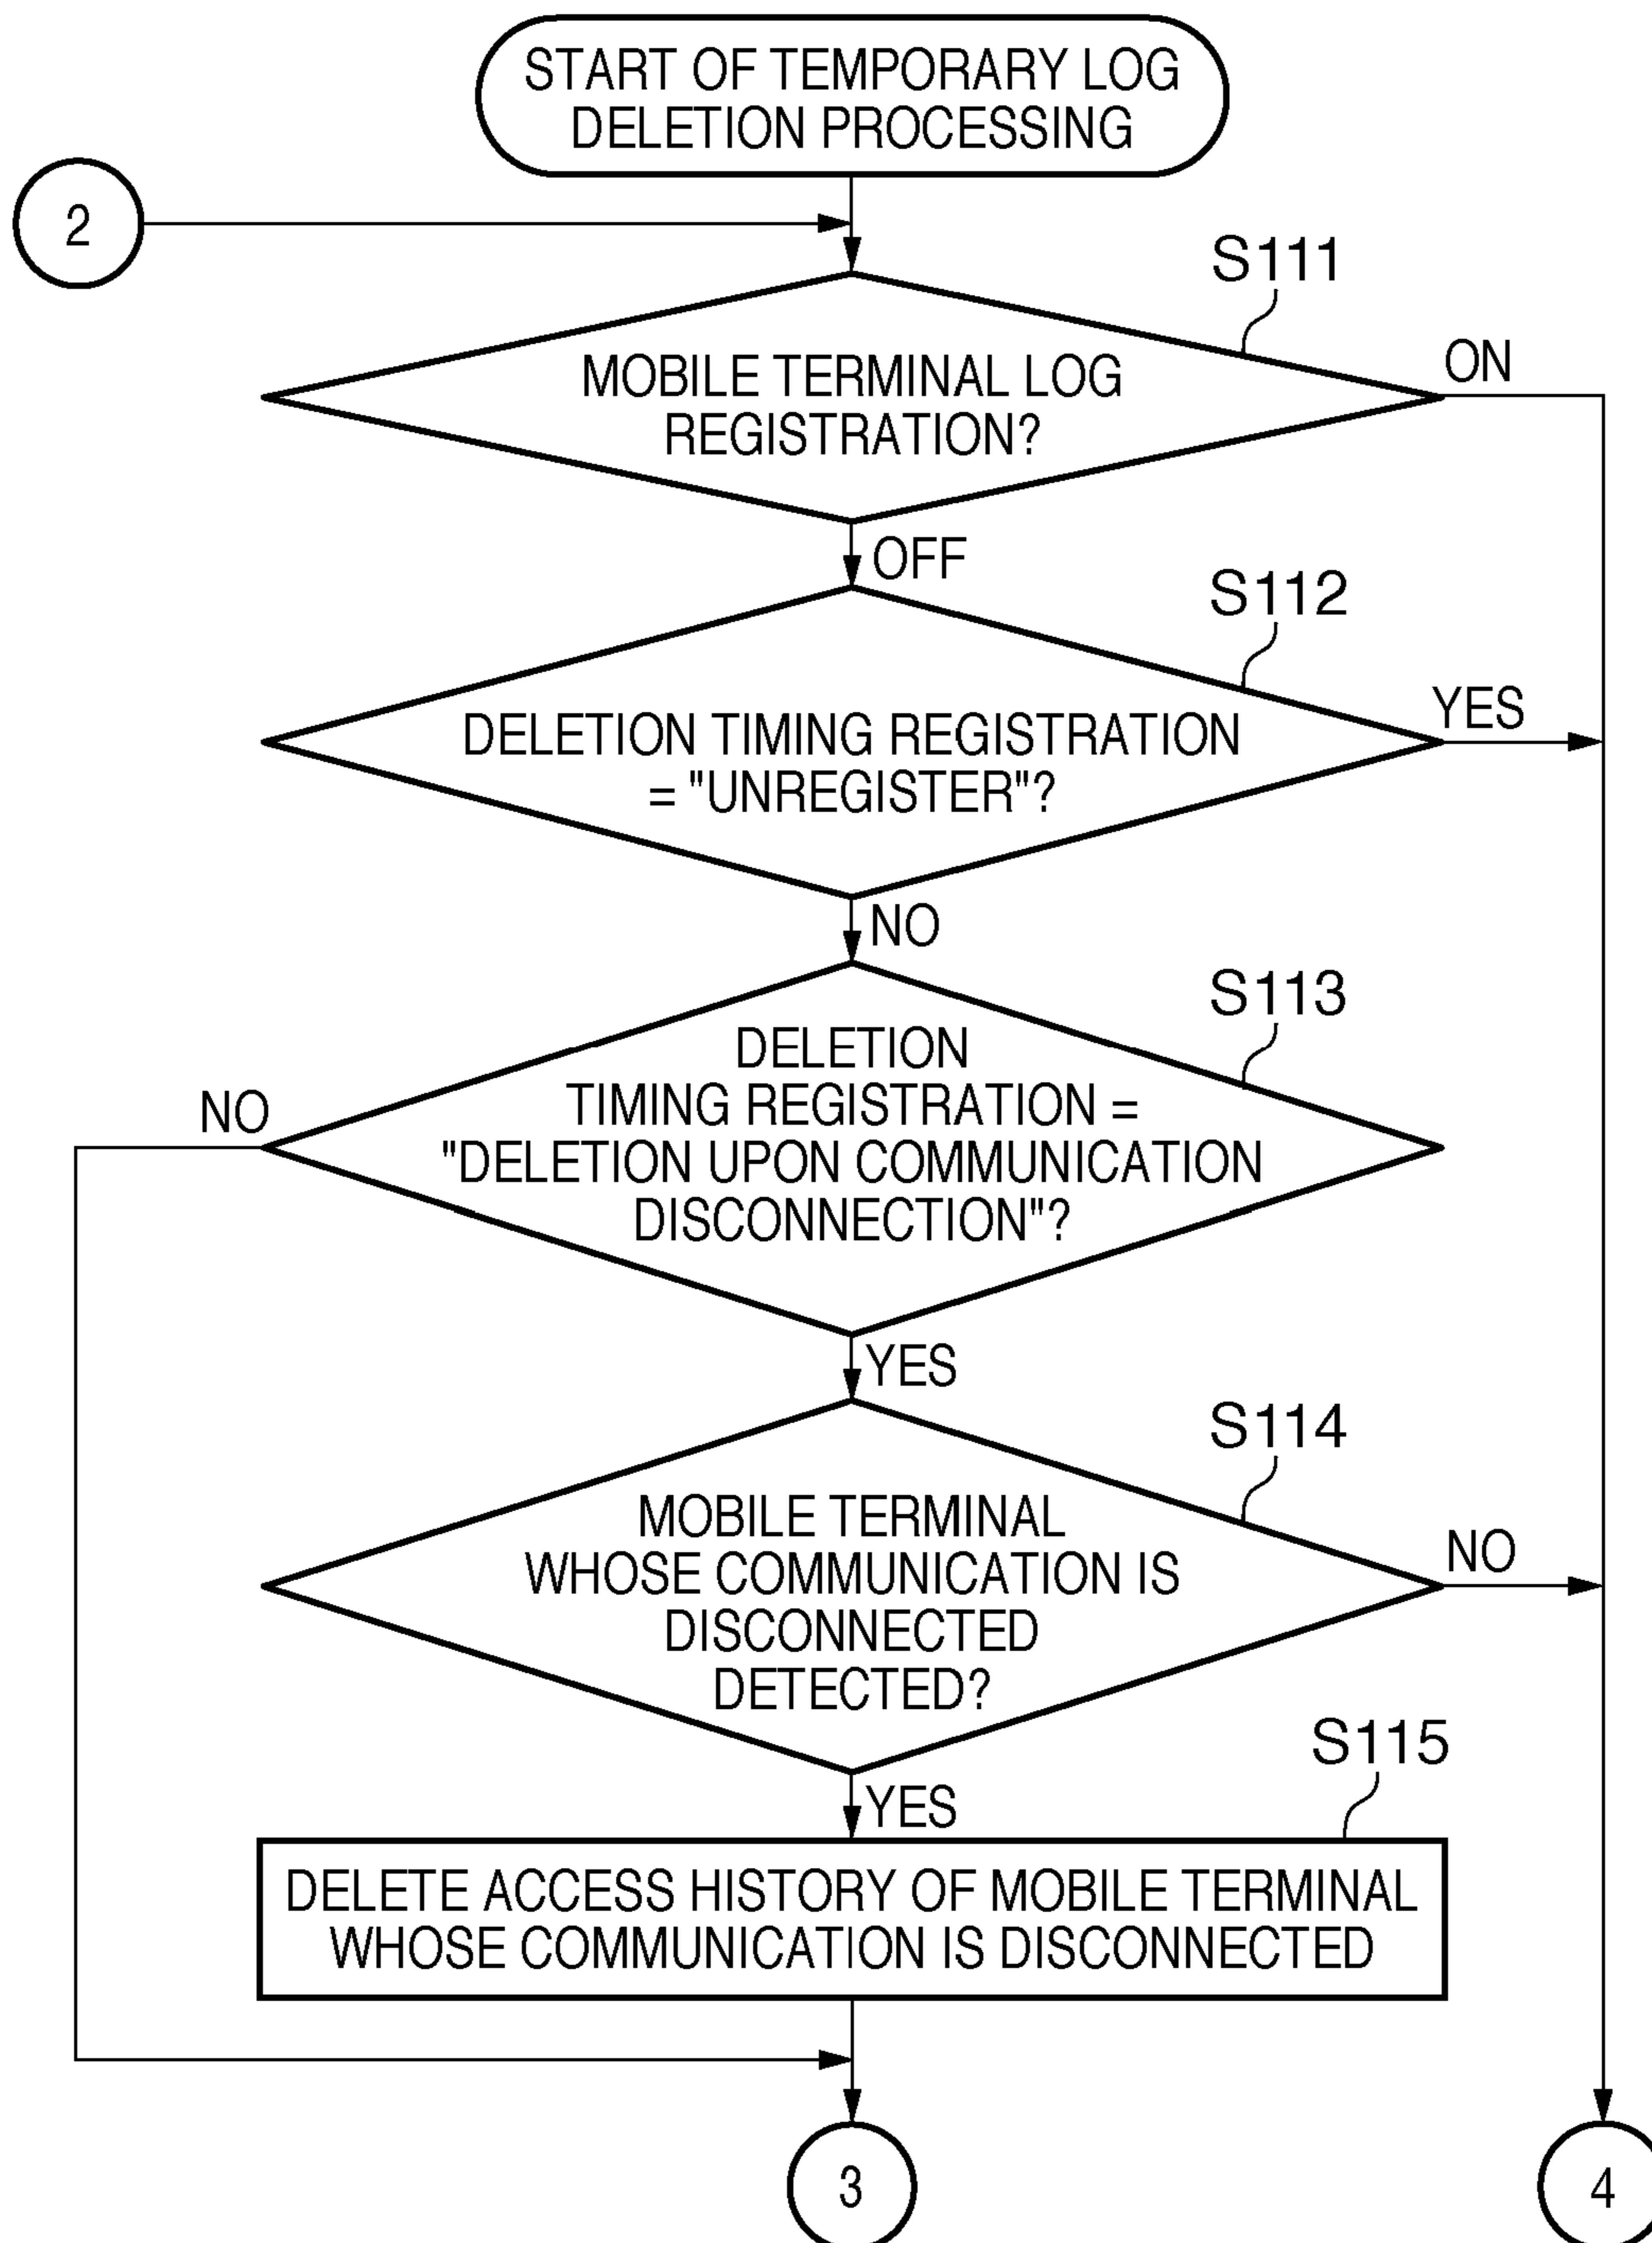 START OF TEMPORARY LOG
DELETION PROCESSING
2
S111
MOBILE TERMINAL LOG
REGISTRATION?
ON
OFF
S112
DELETION TIMING REGISTRATION
= "UNREGISTER"?
YES
NO
S113
DELETION
TIMING REGISTRATION =
"DELETION UPON COMMUNICATION
DISCONNECTION"?
NO
YES
S114
MOBILE TERMINAL
WHOSE COMMUNICATION IS
DISCONNECTED
DETECTED?
NO
YES
S115
DELETE ACCESS HISTORY OF MOBILE TERMINAL
WHOSE COMMUNICATION IS DISCONNECTED
3
4